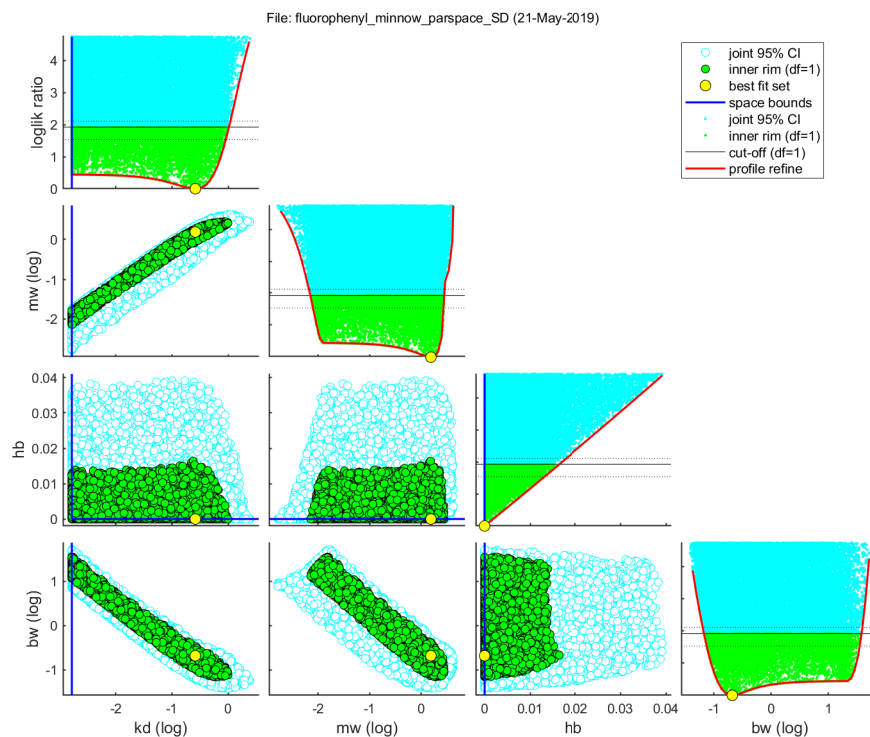 File: fluorophenyl_minnow_parspace_SD (21-May-2019)
joint 95% CI
inner rim (df=1)
best fit set
space bounds
joint 95% CI
inner rim (df=1)
cut-off (df=1)
profile refine
loglik ratio
4
3
2
1
0
-2
-1
0
mw (log)
0
-1
-2
hb
0.04
0.03
0.02
0.01
0
bw (log)
1
0
-1
-2
-1
0
kd (log)
-2
-1
0
mw (log)
0
0.01
0.02
0.03
0.04
hb
-1
0
1
bw (log)